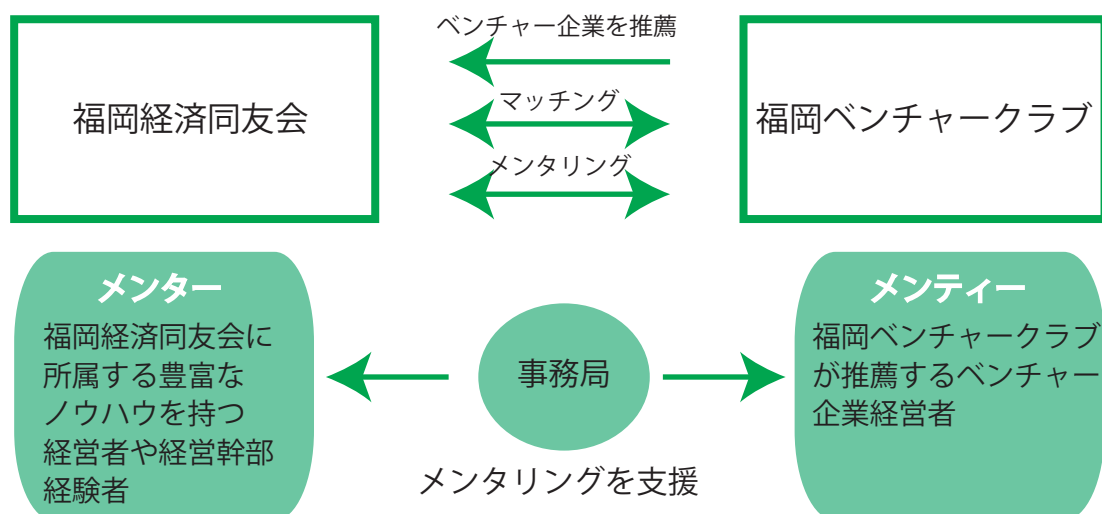 ベンチャー企業を推薦
福岡経済同友会
マッチング
福岡ベンチャークラブ
メンタリング
メンター
福岡経済同友会に
所属する豊富な
ノウハウを持つ
経営者や経営幹部
経験者
事務局
メンタリングを支援
メンティー
福岡ベンチャークラブ
が推薦するベンチャー
企業経営者